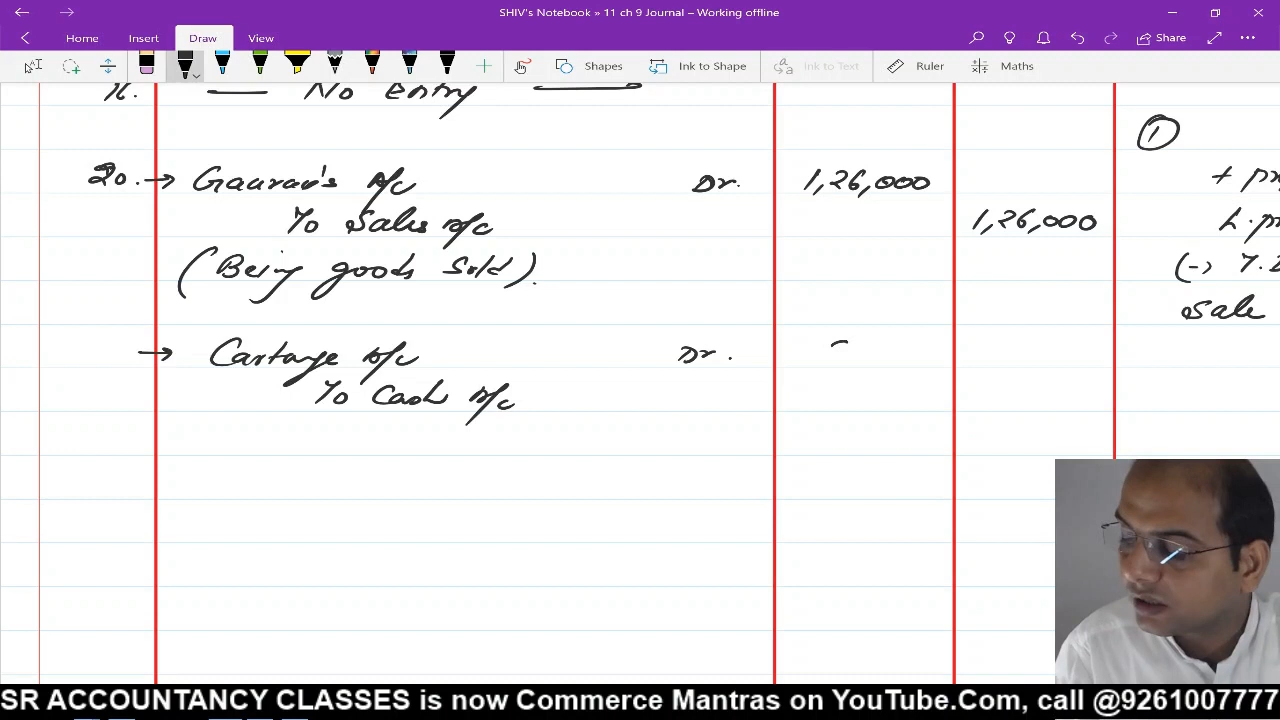 SHIV's Notebook » 11 ch 9 Journal – Working offline
Home Insert Draw View Share
Shapes Ink to Shape Ink to Text Ruler Maths
No Entry
20. → Gaurav's A/c Dr. 1,26,000
To Sales A/c 1,26,000
(Being goods sold).
→ Cartage A/c Dr.
To Cash A/c
1
+ pr
L.pr
(-) T.D
Sale
SR ACCOUNTANCY CLASSES is now Commerce Mantras on YouTube.Com, call @9261007777